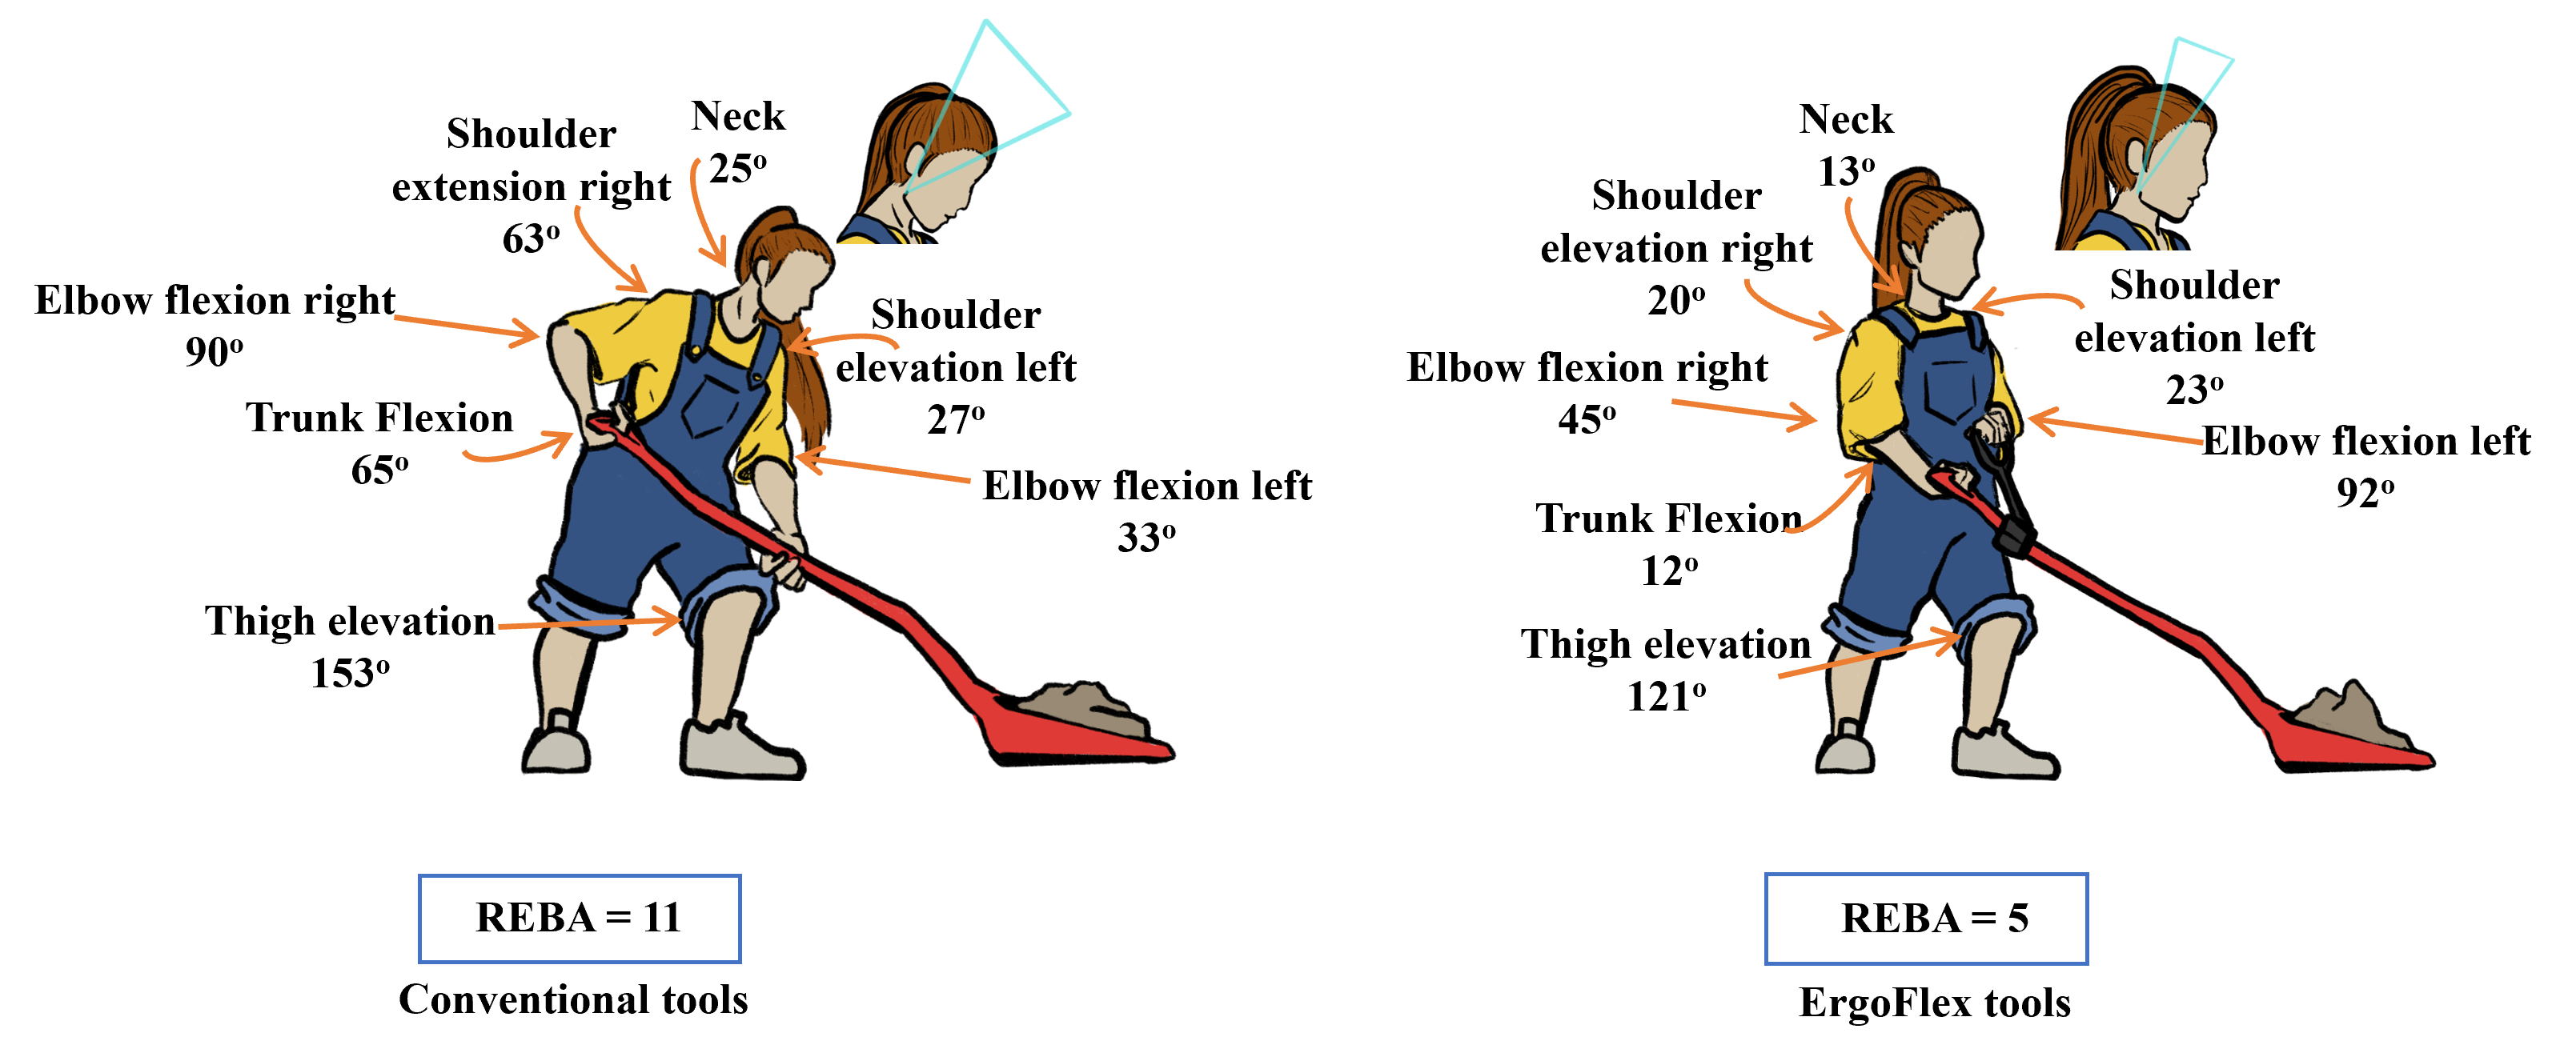 Neck
25º
Shoulder
extension right
63º
Elbow flexion right
90º
Shoulder
elevation left
27º
Trunk Flexion
65º
Elbow flexion left
33º
Thigh elevation
153º
REBA = 11
Conventional tools
Neck
13º
Shoulder
elevation right
20º
Shoulder
elevation left
23º
Elbow flexion right
45º
Elbow flexion left
92º
Trunk Flexion
12º
Thigh elevation
121º
REBA = 5
ErgoFlex tools